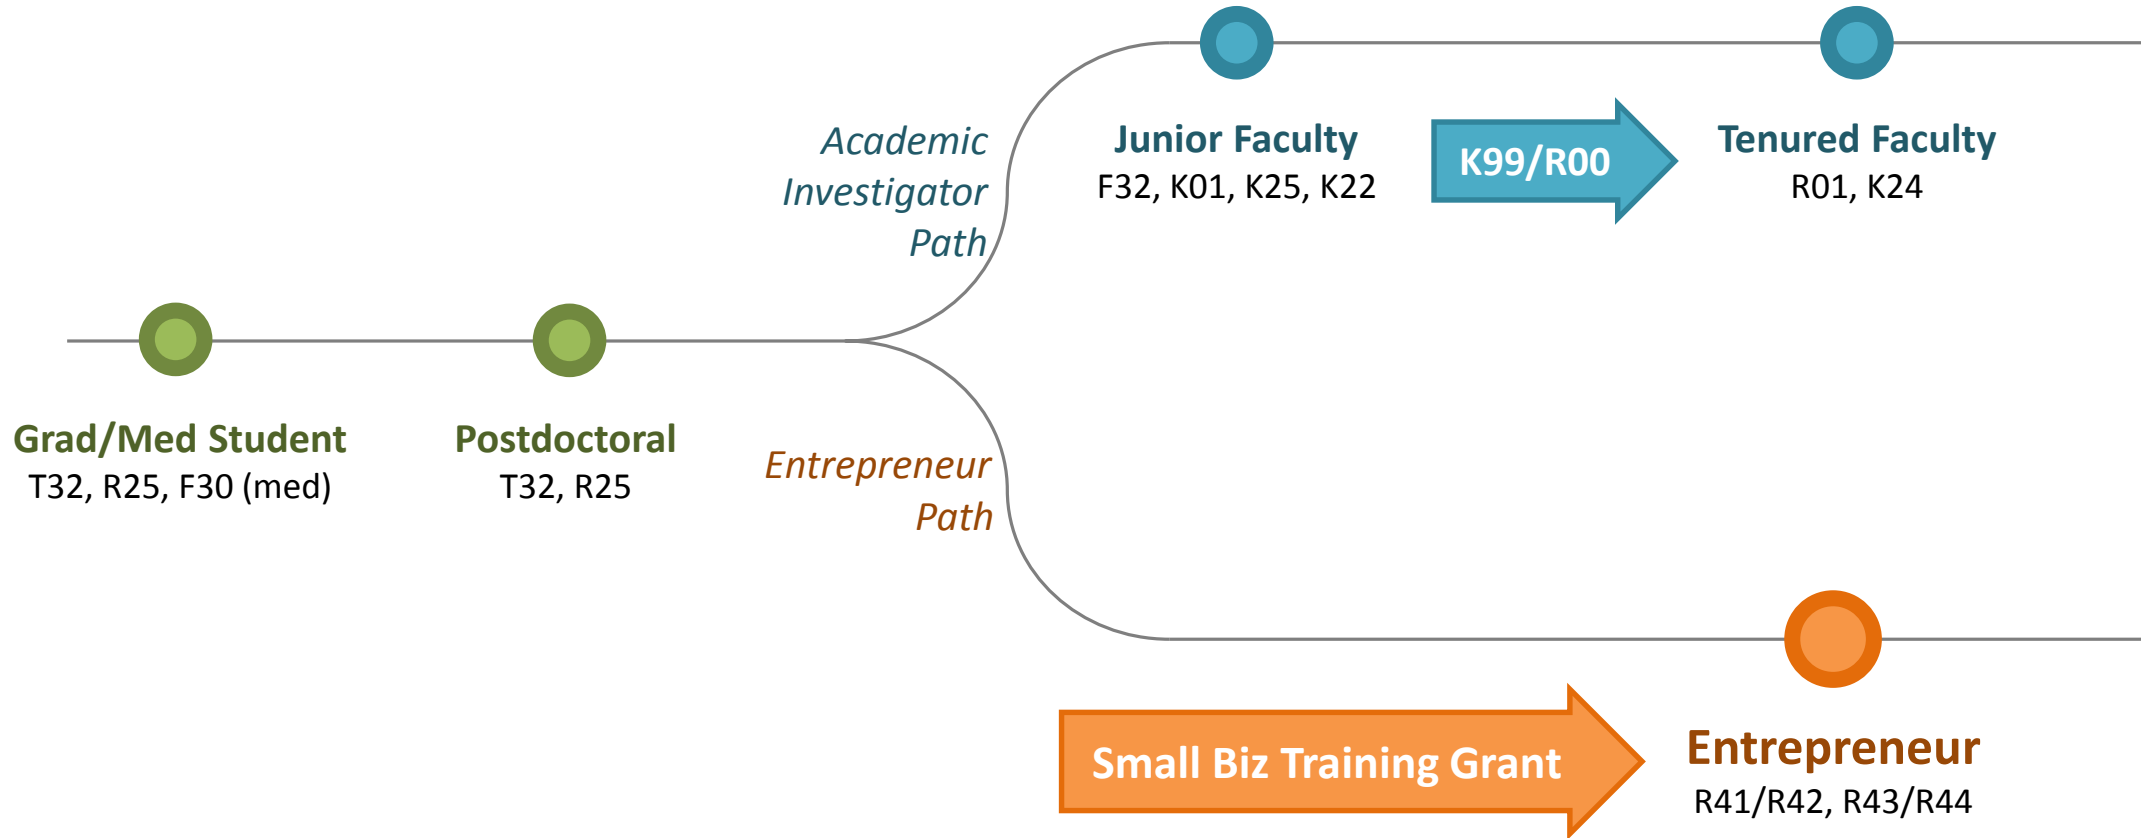 Academic
Investigator
Path
Junior Faculty
F32, K01, K25, K22
K99/R00
Tenured Faculty
R01, K24
Grad/Med Student
T32, R25, F30 (med)
Postdoctoral
T32, R25
Entrepreneur
Path
Small Biz Training Grant
Entrepreneur
R41/R42, R43/R44